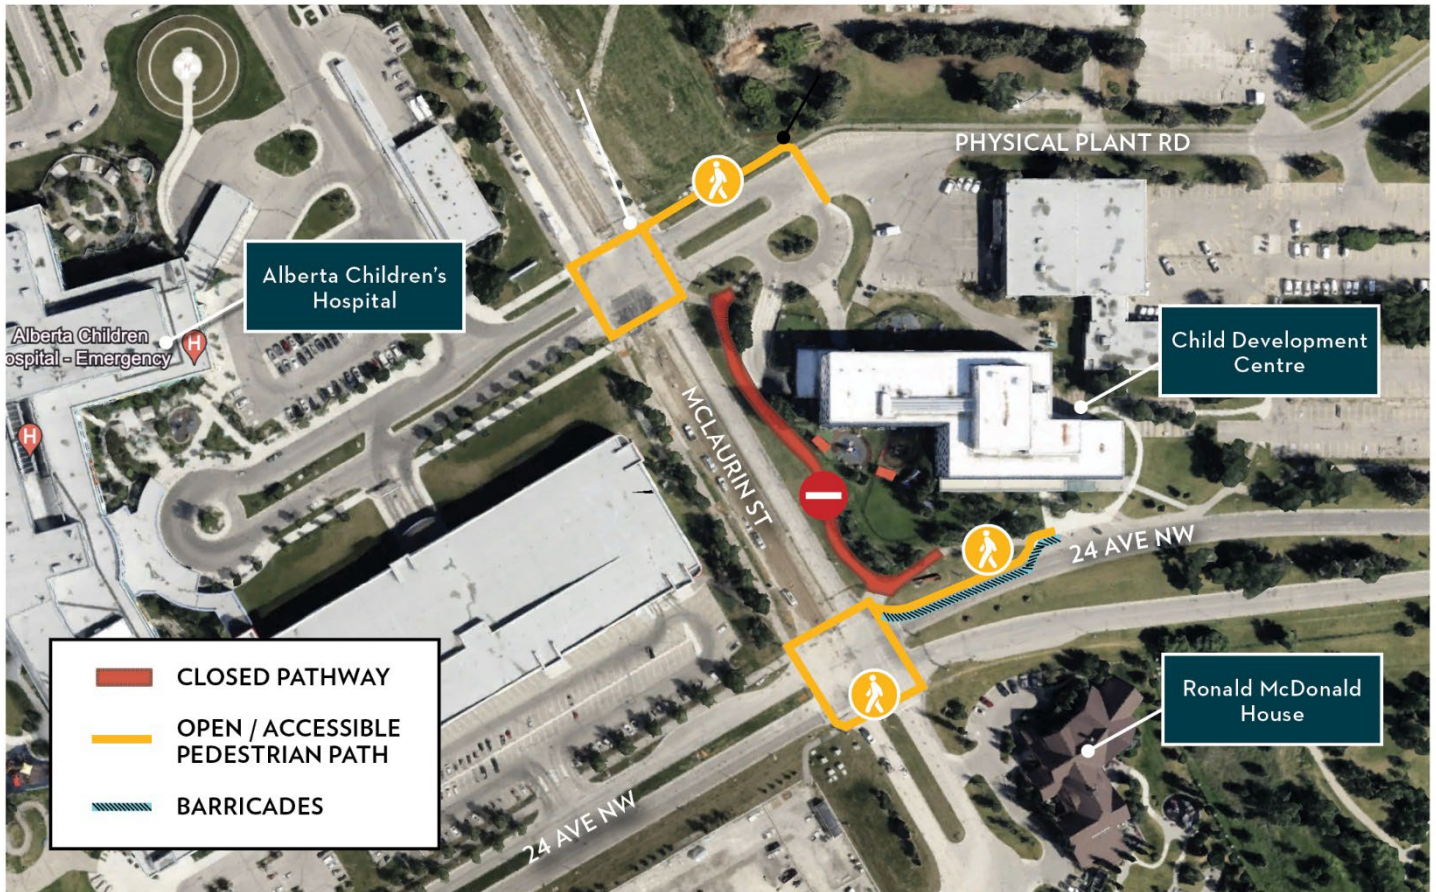 PHYSICAL PLANT RD
Alberta Children's
Hospital
Alberta Children
ospital - Emergency
H
H
H
Child Development
Centre
MCLAURIN ST
24 AVE NW
Ronald McDonald
House
24 AVE NW
CLOSED PATHWAY
OPEN / ACCESSIBLE
PEDESTRIAN PATH
BARRICADES